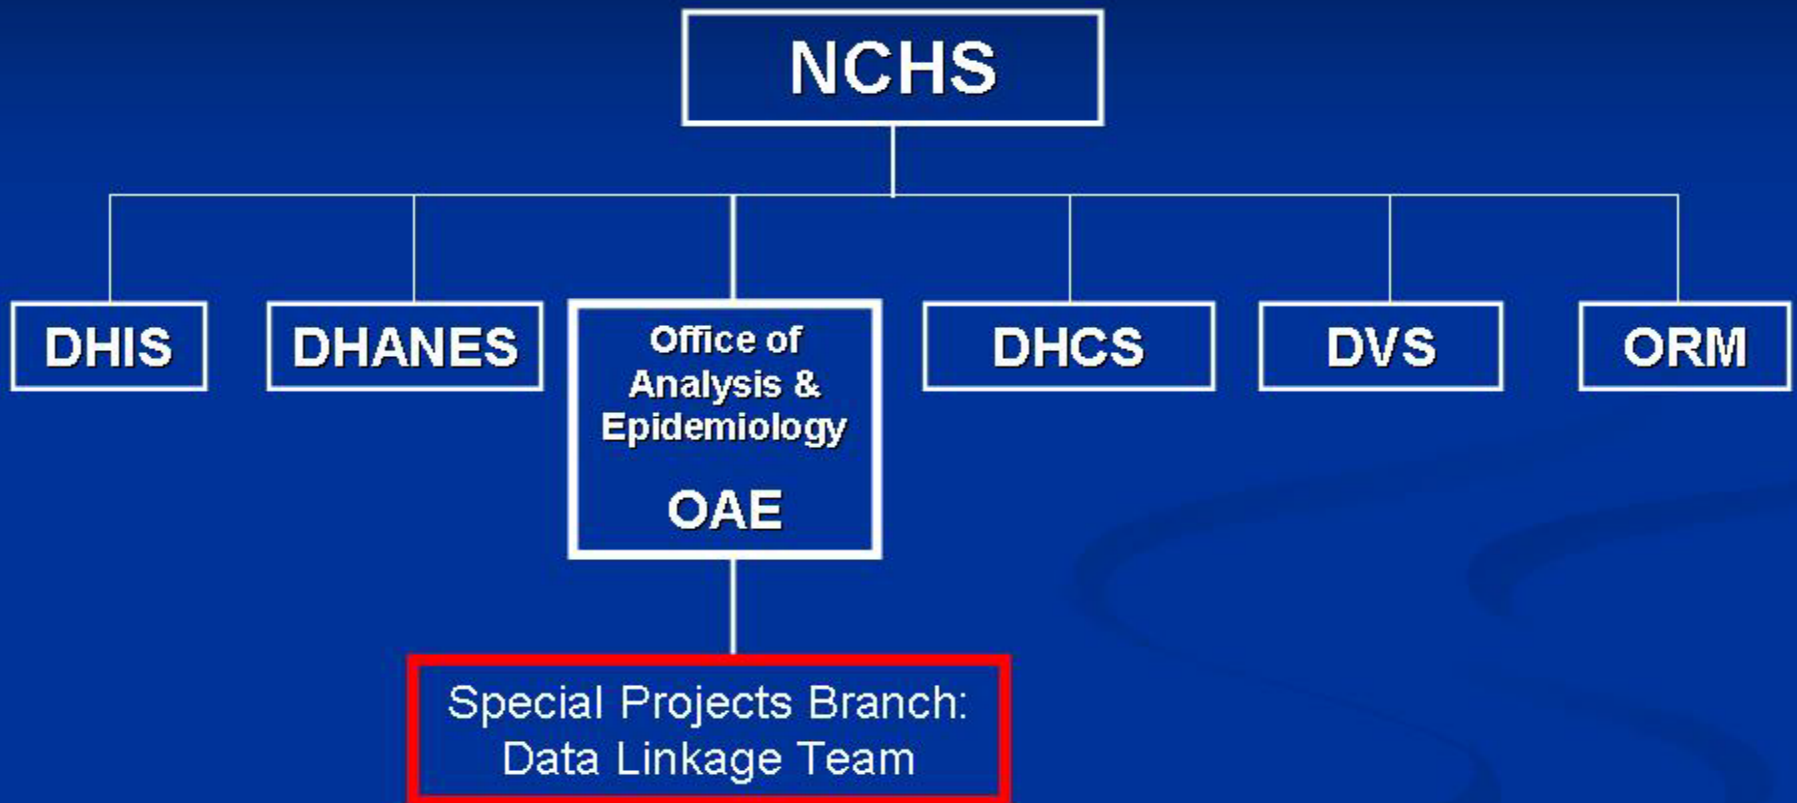 NCHS
DHIS
DHANES
Office of
Analysis &
Epidemiology
OAE
DHCS
DVS
ORM
Special Projects Branch:
Data Linkage Team